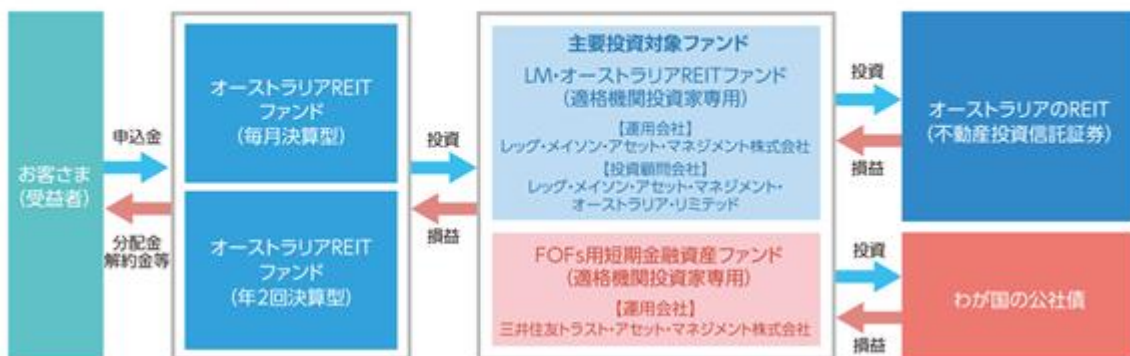 お客さま
(受益者)
申込金
分配金
解約金等
オーストラリアREIT
ファンド
(毎月決算型)
オーストラリアREIT
ファンド
(年2回決算型)
投資
損益
主要投資対象ファンド
LM・オーストラリアREITファンド
(適格機関投資家専用)
【運用会社】
レッグ・メイソン・アセット・マネジメント株式会社
【投資顧問会社】
レッグ・メイソン・アセット・マネジメント・
オーストラリア・リミテッド
FOFs用短期金融資産ファンド
(適格機関投資家専用)
【運用会社】
三井住友トラスト・アセット・マネジメント株式会社
投資
損益
オーストラリアのREIT
(不動産投資信託証券)
投資
損益
わが国の公社債